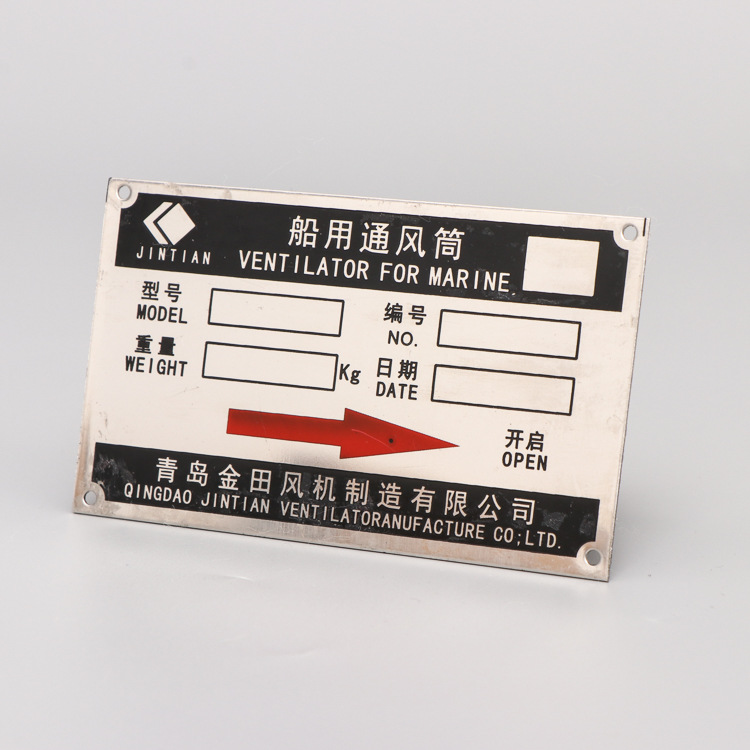 船用通风筒
JINTIAN VENTILATOR FOR MARINE
型号 编号
MODEL NO.
重量 日期
WEIGHT Kg DATE
开启
OPEN
青岛金田风机制造有限公司
QINGDAO JINTIAN VENTILATORANUFACTURE CO;LTD.